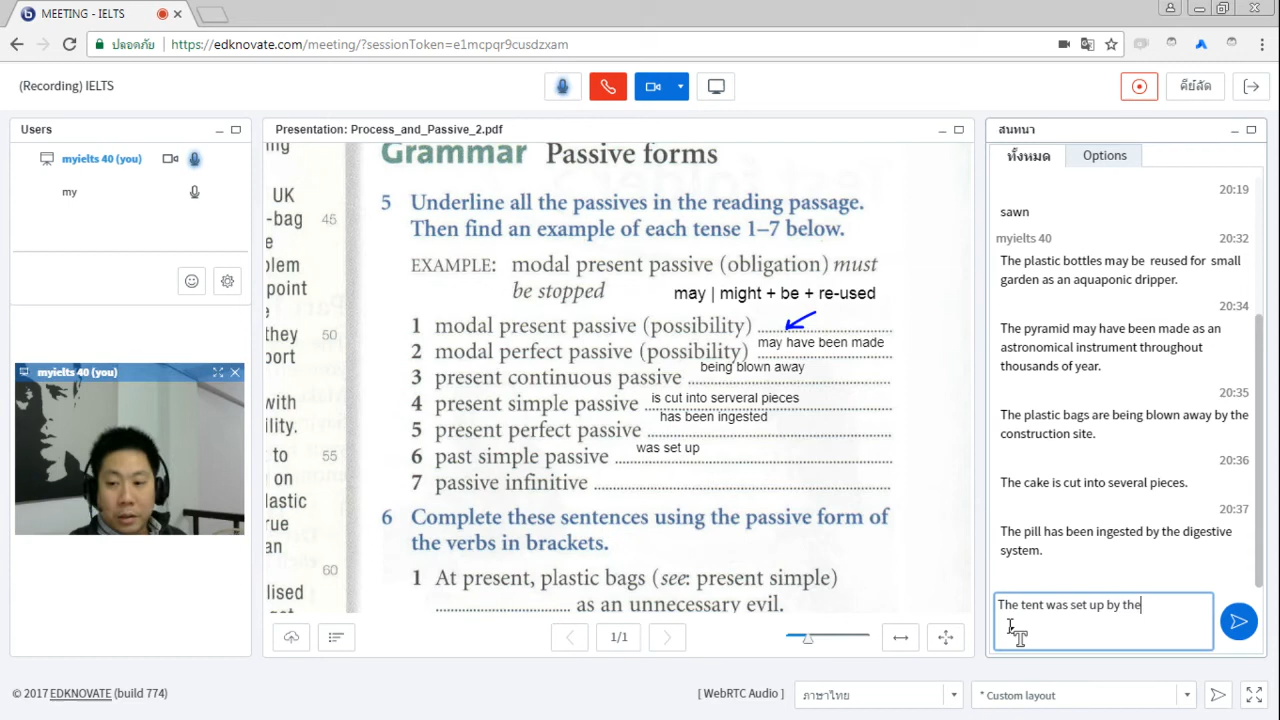 MEETING - IELTS
ปลอดภัย
https://edknovate.com/meeting/?sessionToken=e1mcpqr9cusdzxam
(Recording) IELTS
คีย์ลัด
Users
myielts 40 (you)
my
myielts 40 (you)
Presentation: Process_and_Passive_2.pdf
UK
-bag
45
e
lem
point
they
50
port
with
ility.
to
55
on
lastic
rue
an
60
lised
Grammar Passive forms
5 Underline all the passives in the reading passage.
Then find an example of each tense 1–7 below.
EXAMPLE: modal present passive (obligation) must
be stopped
may | might + be + re-used
1 modal present passive (possibility)
2 modal perfect passive (possibility) may have been made
3 present continuous passive being blown away
4 present simple passive is cut into serveral pieces
5 present perfect passive has been ingested
6 past simple passive was set up
7 passive infinitive
6 Complete these sentences using the passive form of
the verbs in brackets.
1 At present, plastic bags (see: present simple)
as an unnecessary evil.
1/1
สนทนา
ทั้งหมด Options
20:19
sawn
myielts 40 20:32
The plastic bottles may be reused for small
garden as an aquaponic dripper.
20:34
The pyramid may have been made as an
astronomical instrument throughout
thousands of year.
20:35
The plastic bags are being blown away by the
construction site.
20:36
The cake is cut into several pieces.
20:37
The pill has been ingested by the digestive
system.
The tent was set up by the
© 2017 EDKNOVATE (build 774)
[ WebRTC Audio ]
ภาษาไทย
* Custom layout